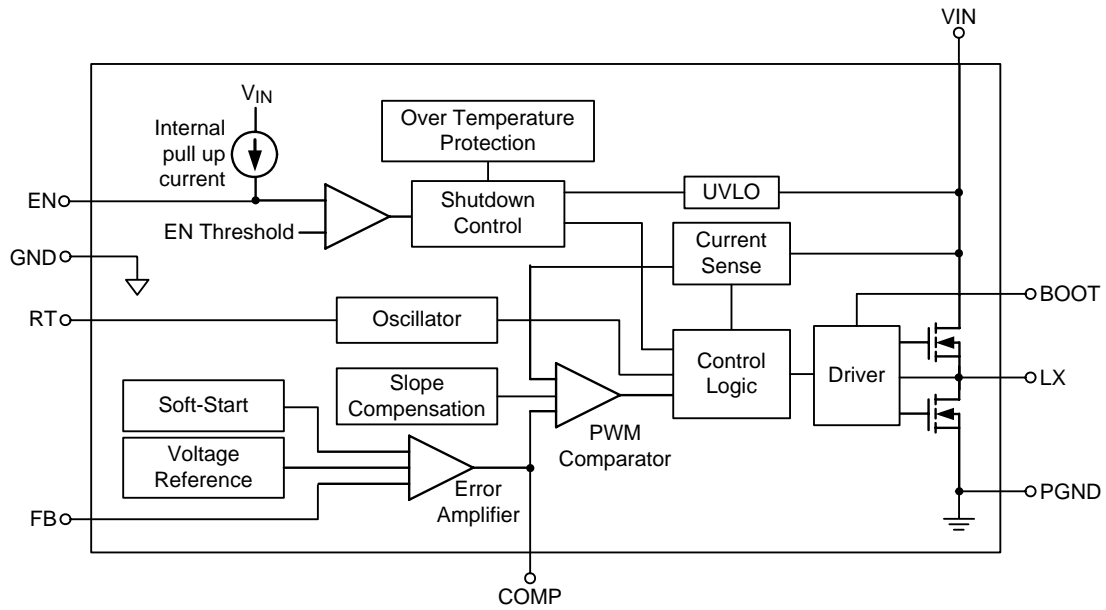 VIN
V_IN
Internal
pull up
current
Over Temperature
Protection
EN
Shutdown
Control
UVLO
EN Threshold
Current
Sense
GND
BOOT
RT
Oscillator
Control
Logic
Driver
LX
Slope
Compensation
Soft-Start
PWM
Comparator
Voltage
Reference
Error
Amplifier
PGND
FB
COMP